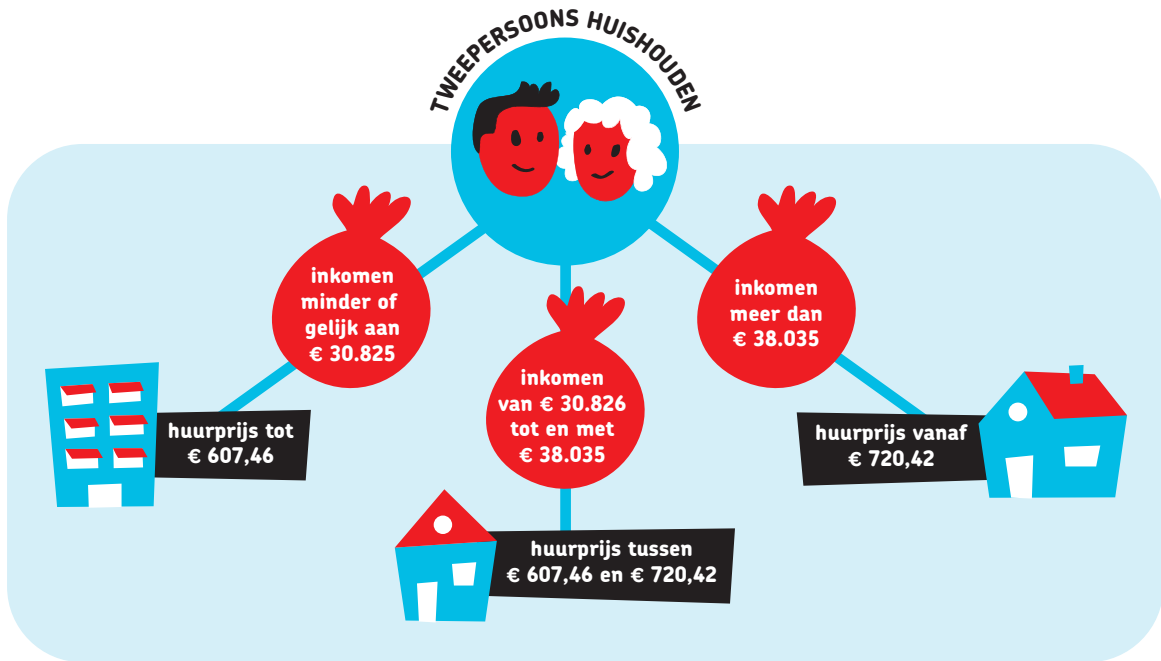 TWEEPERSOONS HUISHOUDEN
inkomen
minder of
gelijk aan
€ 30.825
huurprijs tot
€ 607,46
inkomen
van € 30.826
tot en met
€ 38.035
huurprijs tussen
€ 607,46 en € 720,42
inkomen
meer dan
€ 38.035
huurprijs vanaf
€ 720,42